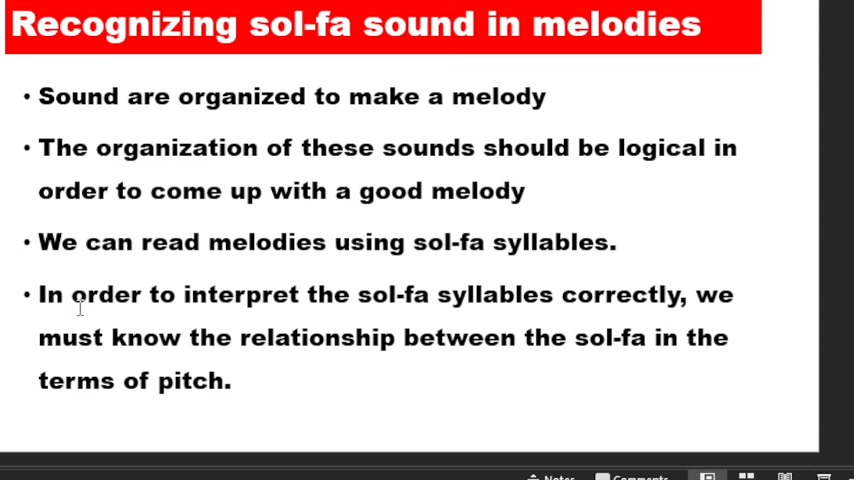 Recognizing sol-fa sound in melodies
• Sound are organized to make a melody
• The organization of these sounds should be logical in
order to come up with a good melody
• We can read melodies using sol-fa syllables.
• In order to interpret the sol-fa syllables correctly, we
must know the relationship between the sol-fa in the
terms of pitch.
Notes Comments